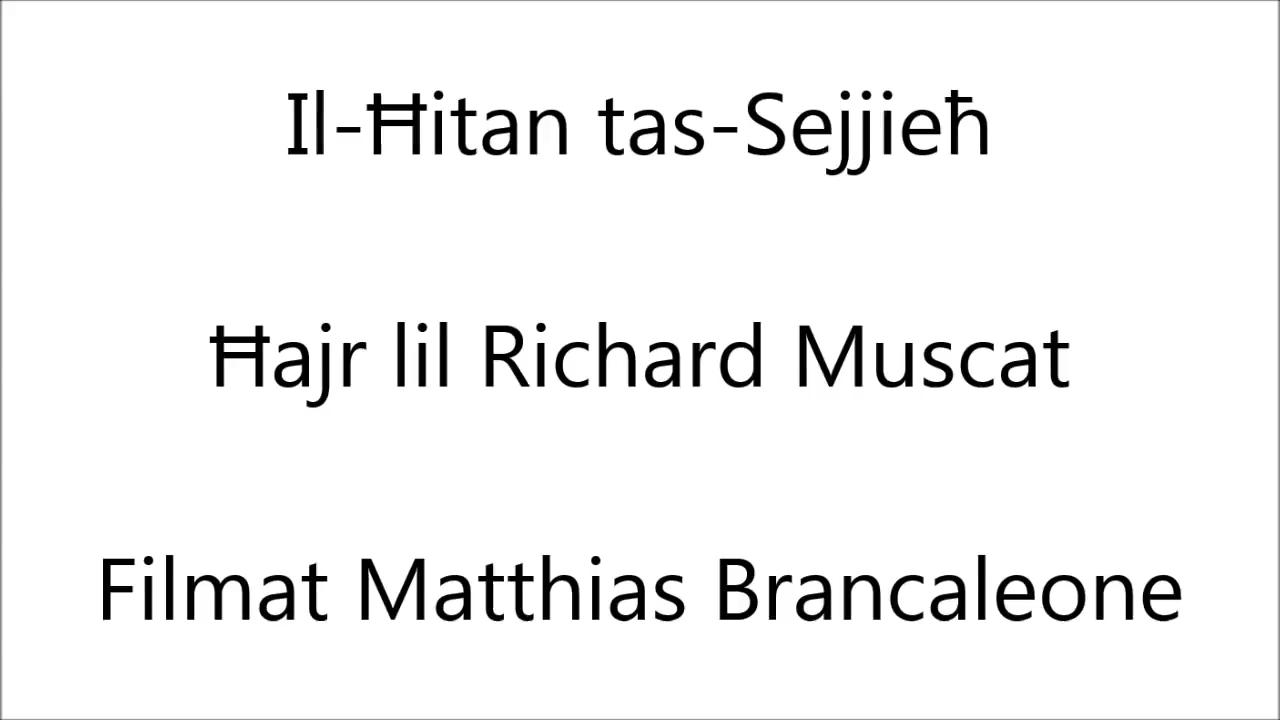 Il-Ħitan tas-Sejjieħ
Ħajr lil Richard Muscat
Filmat Matthias Brancaleone